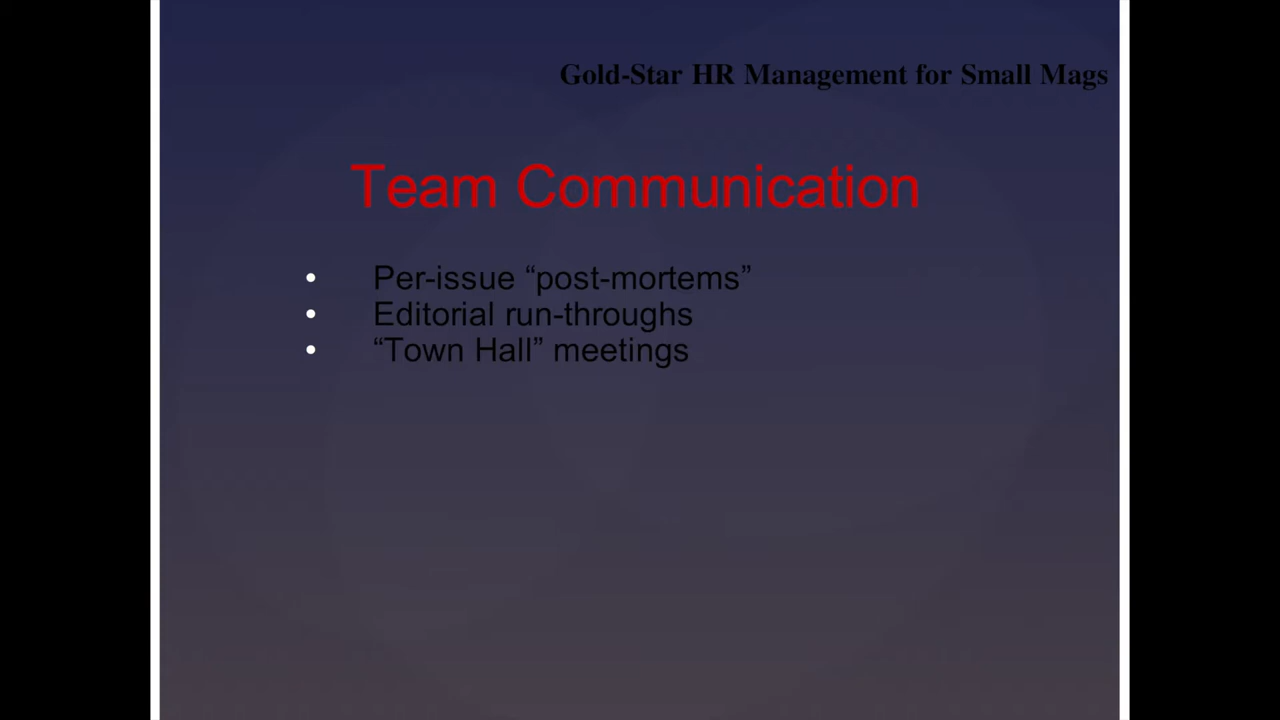 Gold-Star HR Management for Small Mags
Team Communication
• Per-issue “post-mortems”
• Editorial run-throughs
• “Town Hall” meetings